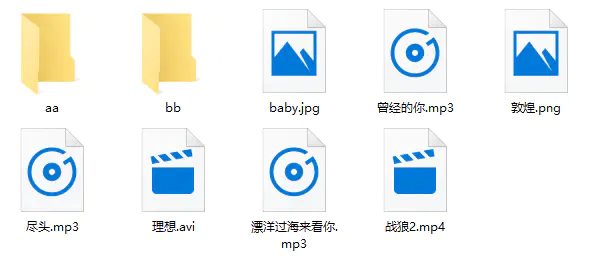 aa
bb
baby.jpg
曾经的你.mp3
敦煌.png
尽头.mp3
理想.avi
漂洋过海来看你.
mp3
战狼2.mp4